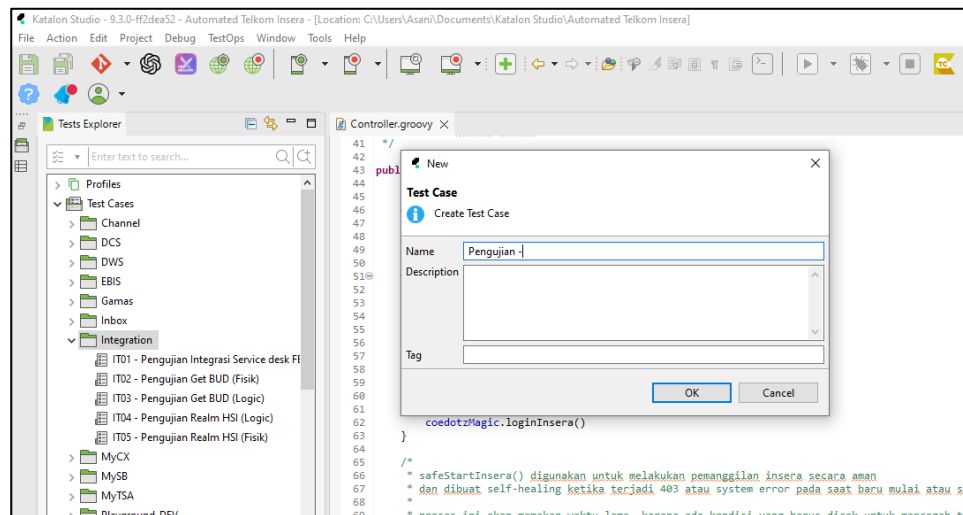 Katalon Studio - 9.3.0-ff2dea52 - Automated Telkom Insera - [Location: C:\Users\Asani\Documents\Katalon Studio\Automated Telkom Insera]
File Action Edit Project Debug TestOps Window Tools Help
TC
Tests Explorer
Controller.groovy
Enter text to search...
Profiles
Test Cases
Channel
DCS
DWS
EBIS
Gamas
Inbox
Integration
IT01 - Pengujian Integrasi Service desk
IT02 - Pengujian Get BUD (Fisik)
IT03 - Pengujian Get BUD (Logic)
IT04 - Pengujian Realm HSI (Logic)
IT05 - Pengujian Realm HSI (Fisik)
MyCX
MySB
MyTSA
41 */
42
43 publ
44
45
46
47
48
49
50
51
52
53
54
55
56
57
58
59
60
61
62 coedotzMagic.loginInsera()
63 }
64
65 /*
66 * safeStartInsera() digunakan untuk melakukan pemanggilan insera secara aman
67 * dan dibuat self-healing ketika terjadi 403 atau system error pada saat baru mulai atau s
68 *
New
Test Case
Create Test Case
Name Pengujian -
Description
Tag
OK Cancel